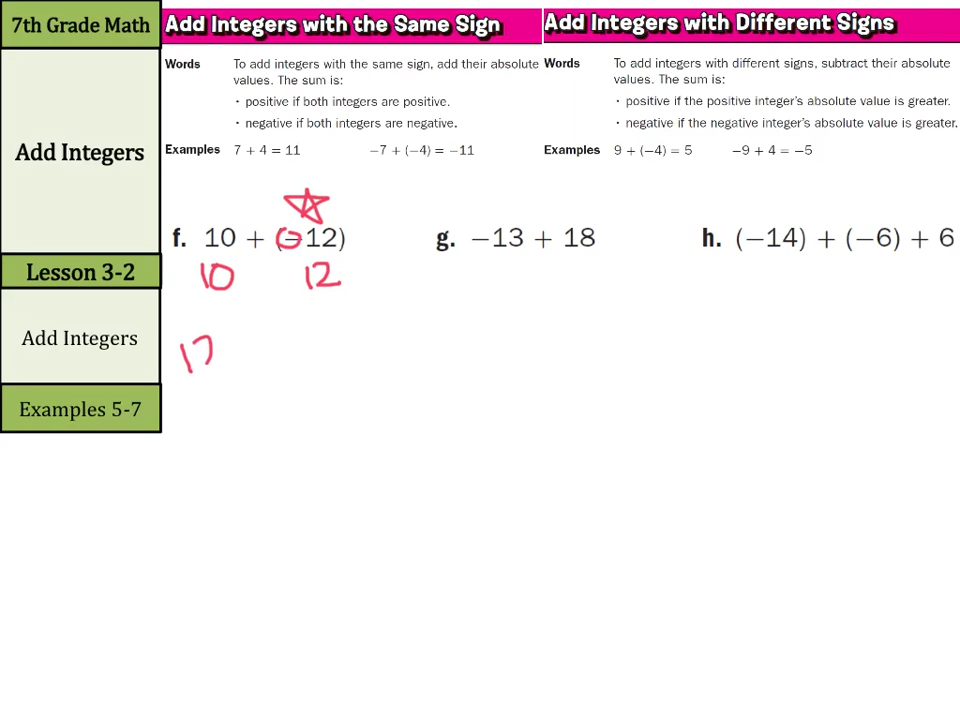 7th Grade Math
Add Integers with the Same Sign
Add Integers with Different Signs
Add Integers
Words To add integers with the same sign, add their absolute
values. The sum is:
• positive if both integers are positive.
• negative if both integers are negative.
Examples 7 + 4 = 11 −7 + (−4) = −11
Words To add integers with different signs, subtract their absolute
values. The sum is:
• positive if the positive integer's absolute value is greater.
• negative if the negative integer's absolute value is greater.
Examples 9 + (−4) = 5 −9 + 4 = −5
f. 10 + (−12)
g. −13 + 18
h. (−14) + (−6) + 6
10 12
Lesson 3-2
Add Integers
Examples 5-7